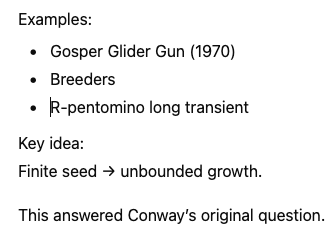 Examples:
• Gosper Glider Gun (1970)
• Breeders
• R-pentomino long transient
Key idea:
Finite seed → unbounded growth.
This answered Conway’s original question.